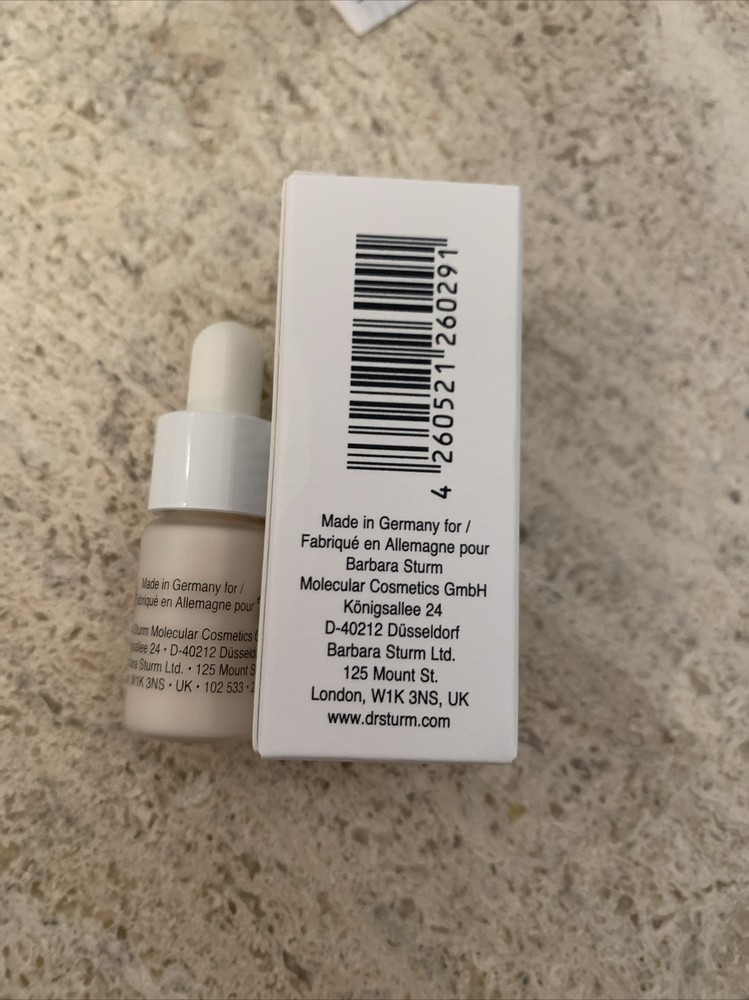 Made in Germany for /
Fabriqué en Allemagne pour
Molecular Cosmetics
24 • D-40212
Sturm Ltd. • 125 Mount
W1K 3NS • UK • 102 533
4 260521 260291
Made in Germany for /
Fabriqué en Allemagne pour
Barbara Sturm
Molecular Cosmetics GmbH
Königsallee 24
D-40212 Düsseldorf
Barbara Sturm Ltd.
125 Mount St.
London, W1K 3NS, UK
www.drsturm.com